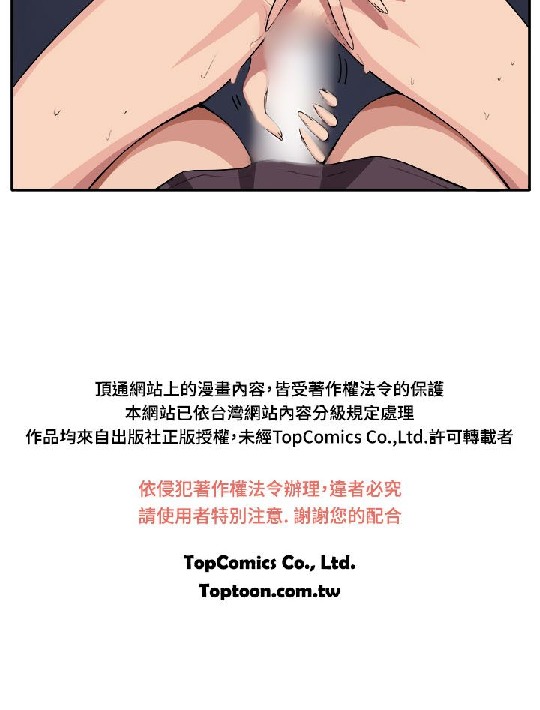 頂通網站上的漫畫內容，皆受著作權法令的保護
本網站已依台灣網站內容分級規定處理
作品均來自出版社正版授權，未經TopComics Co.,Ltd.許可轉載者
依侵犯著作權法令辦理，違者必究
請使用者特別注意. 謝謝您的配合
TopComics Co., Ltd.
Toptoon.com.tw